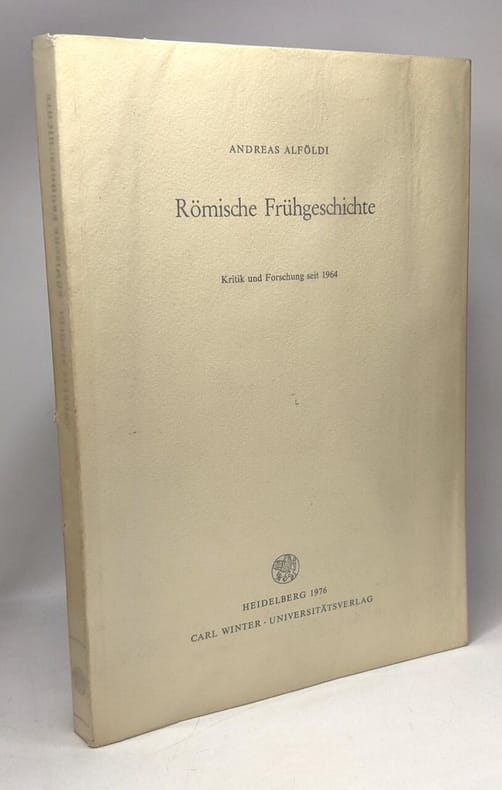 ANDREAS ALFÖLDI
Römische Frühgeschichte
Kritik und Forschung seit 1964
HEIDELBERG 1976
CARL WINTER · UNIVERSITÄTSVERLAG